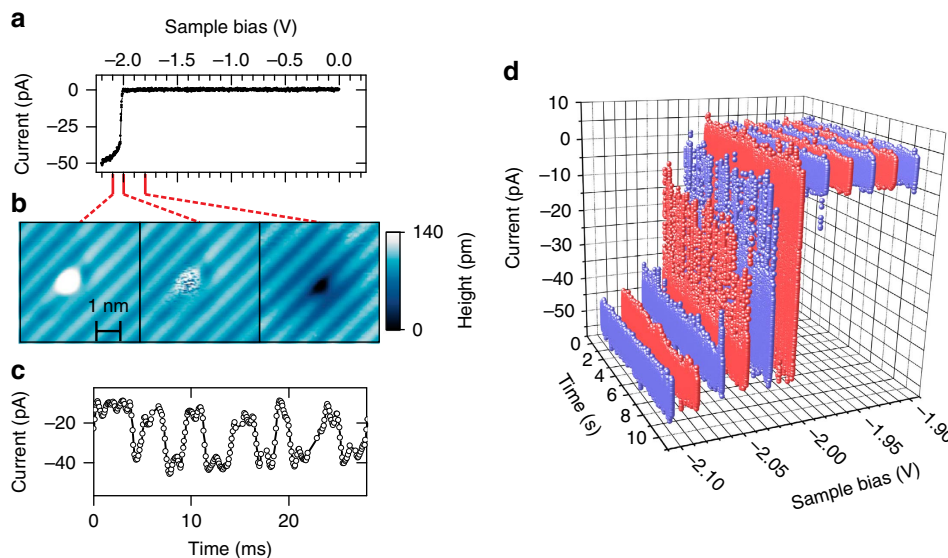 a
Sample bias (V)
−2.0 −1.5 −1.0 −0.5 0.0
Current (pA)
0
−25
−50
b
1 nm
140
0
Height (pm)
c
Current (pA)
−20
−40
0 10 20
Time (ms)
d
Current (pA)
10
0
−10
−20
−30
−40
−50
0
2
4
6
8
10
Time (s)
−2.10
−2.05
−2.00
−1.95
−1.90
Sample bias (V)